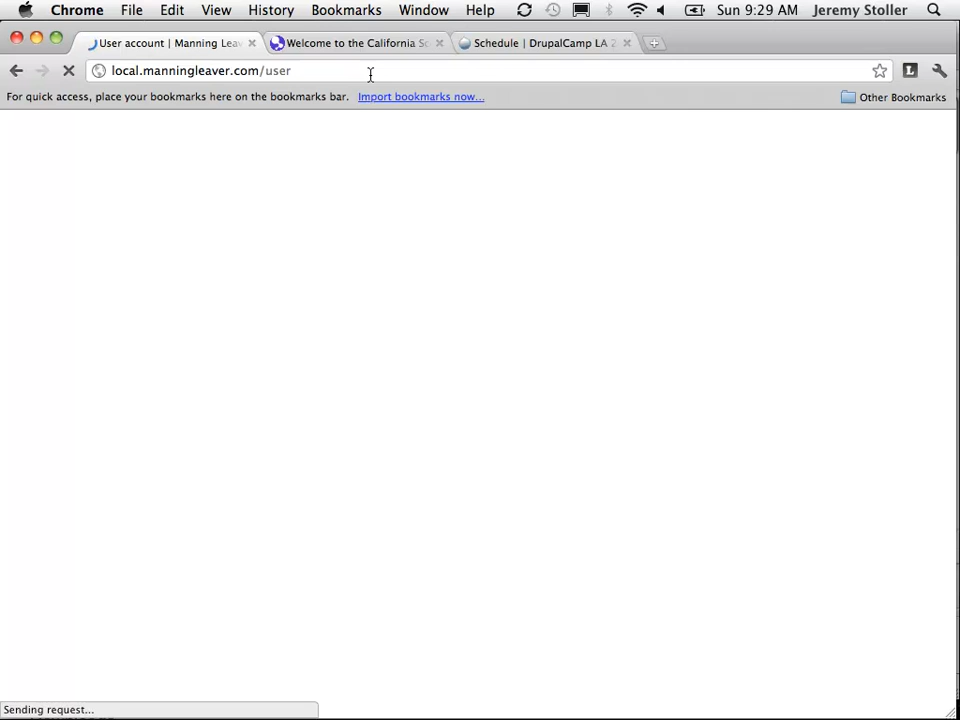 Chrome File Edit View History Bookmarks Window Help Sun 9:29 AM Jeremy Stoller
User account | Manning Leav Welcome to the California Sc Schedule | DrupalCamp LA 2
local.manningleaver.com/user L
For quick access, place your bookmarks here on the bookmarks bar. Import bookmarks now... Other Bookmarks
Sending request...